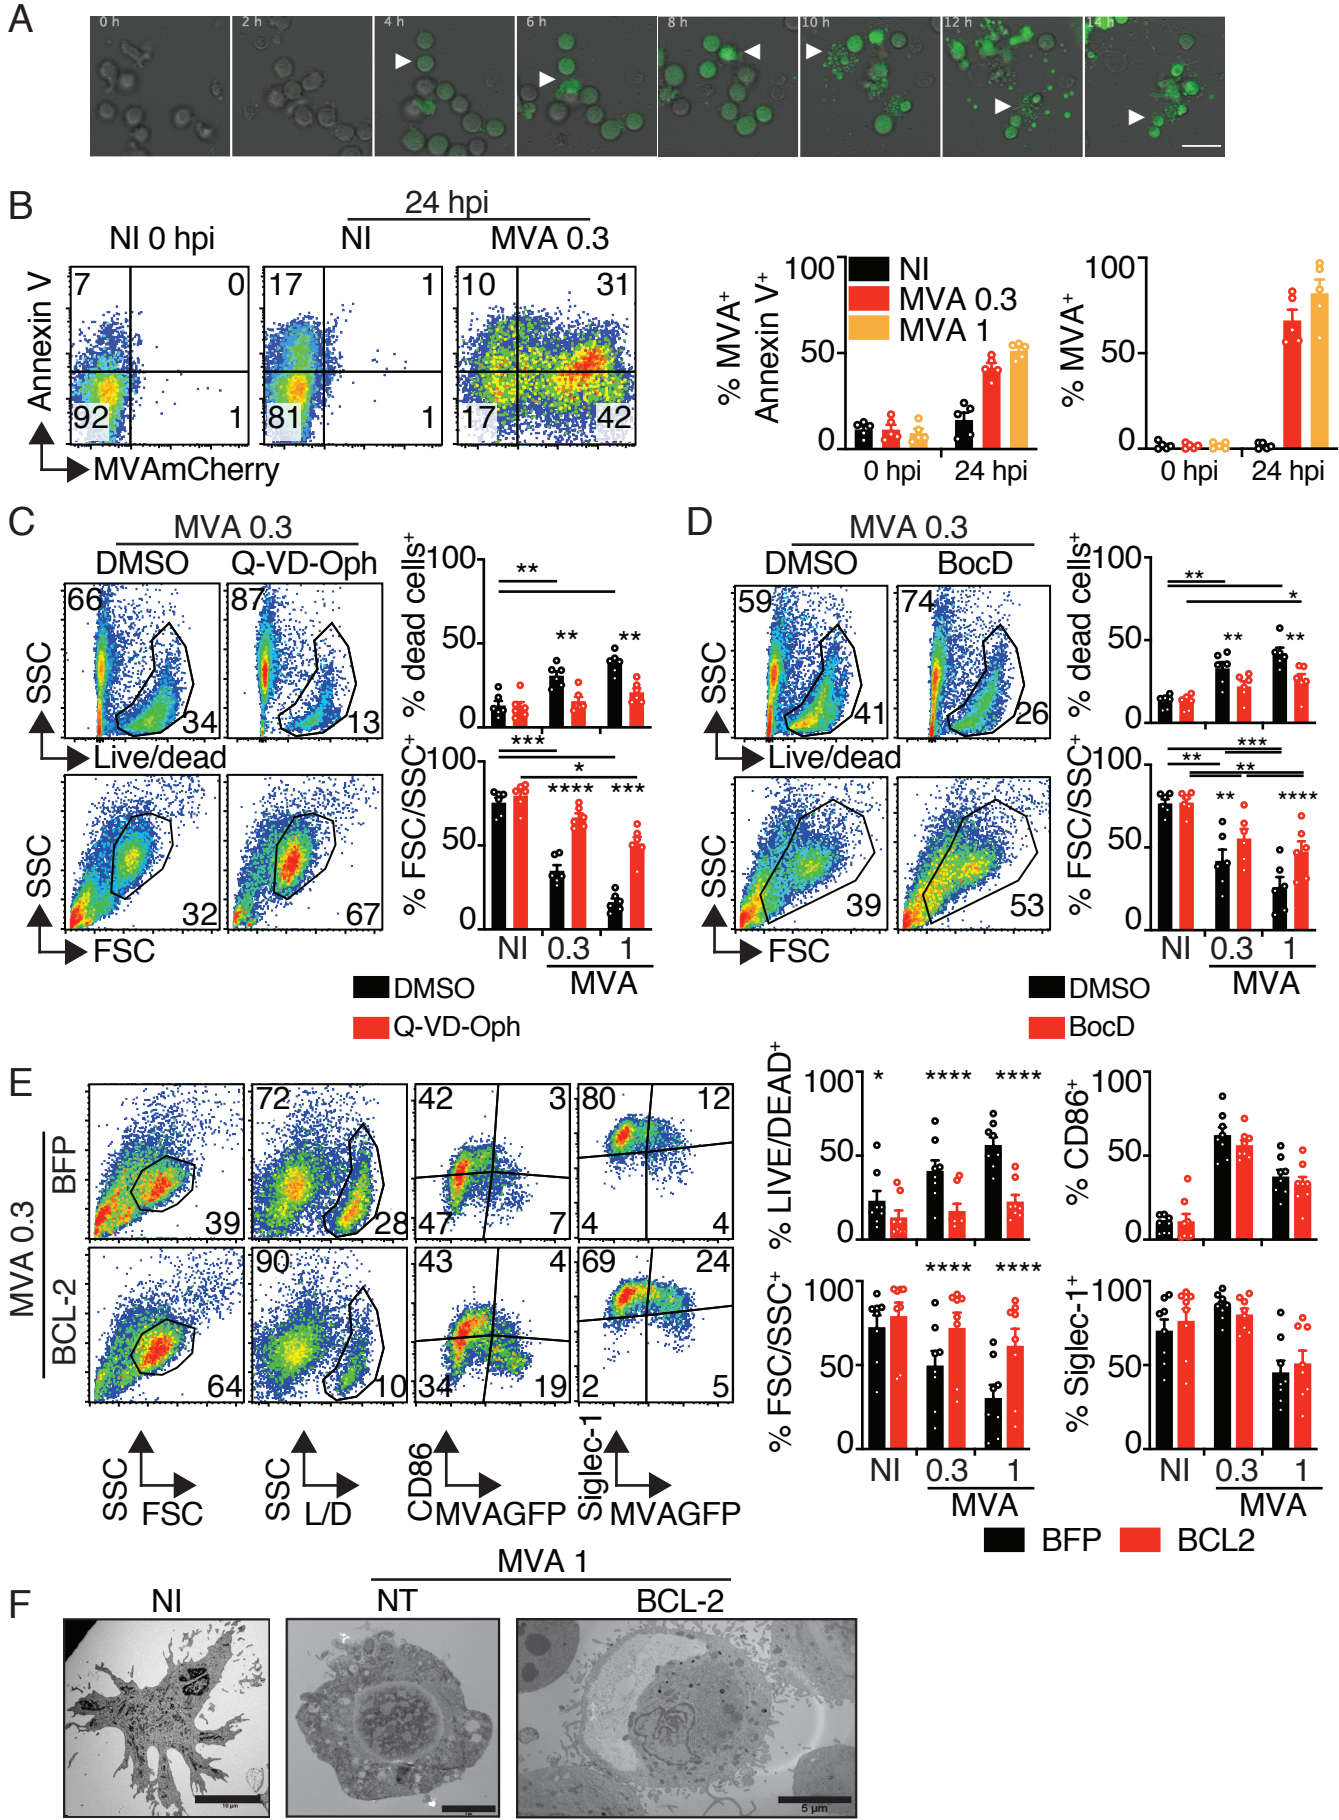 A
0 h 2 h 4 h 6 h 8 h 10 h 12 h 14 h
B
24 hpi
NI 0 hpi NI MVA 0.3
Annexin V
7 0 17 1 10 31
92 1 81 1 17 42
MVAmCherry
% MVA+
Annexin V+
100
50
0
NI
MVA 0.3
MVA 1
0 hpi 24 hpi
% MVA+
100
50
0
0 hpi 24 hpi
C
MVA 0.3
DMSO Q-VD-Oph
SSC
66 34 87 13
Live/dead
SSC
32 67
FSC
% dead cells+
100
50
0
**
** **
% FSC/SSC+
100
50
0
***
*
**** ***
NI 0.3 1
MVA
DMSO
Q-VD-Oph
D
MVA 0.3
DMSO BocD
SSC
59 41 74 26
Live/dead
SSC
39 53
FSC
% dead cells+
100
50
0
**
*
** **
% FSC/SSC+
100
50
0
***
** **
** ****
NI 0.3 1
MVA
DMSO
BocD
E
MVA 0.3
BFP
39
72 28
42 3
47 7
80 12
4 4
BCL-2
64
90 10
43 4
34 19
69 24
2 5
SSC
FSC
SSC
L/D
CD86
MVAGFP
Siglec-1
MVAGFP
% LIVE/DEAD+
100
50
0
* **** ****
% CD86+
100
50
0
% FSC/SSC+
100
50
0
**** ****
NI 0.3 1
MVA
% Siglec-1+
100
50
0
NI 0.3 1
MVA
BFP BCL2
F
MVA 1
NI NT BCL-2
10 µm
5 µm